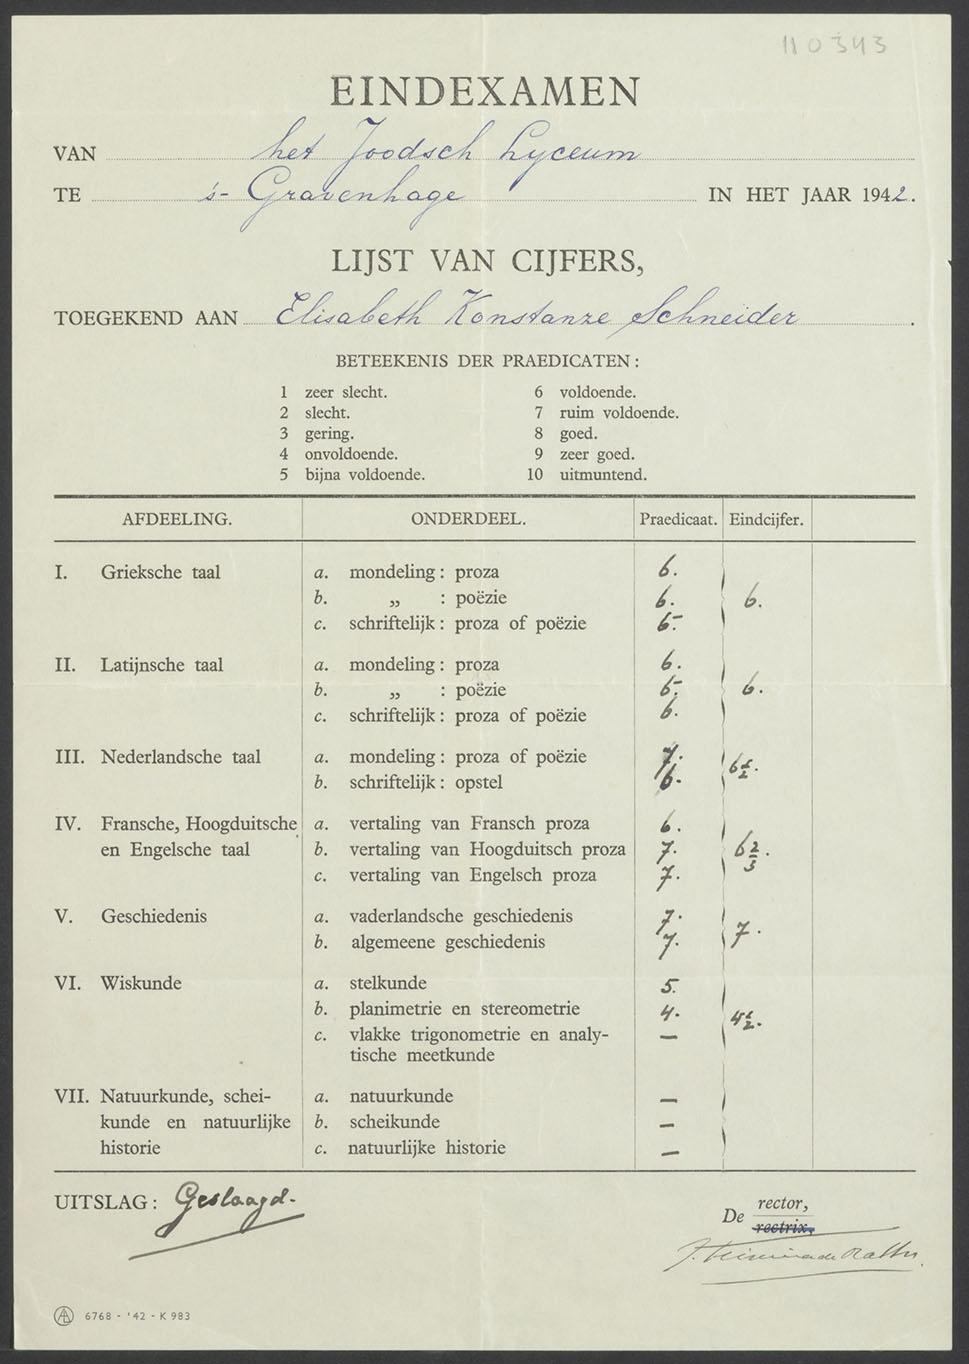 110343
EINDEXAMEN
VAN het Joodsch Lyceum
TE 's-Gravenhage IN HET JAAR 1942.
LIJST VAN CIJFERS,
TOEGEKEND AAN Elisabeth Konstanze Schneider.
BETEEKENIS DER PRAEDICATEN:
1 zeer slecht. 6 voldoende.
2 slecht. 7 ruim voldoende.
3 gering. 8 goed.
4 onvoldoende. 9 zeer goed.
5 bijna voldoende. 10 uitmuntend.
AFDEELING. ONDERDEEL. Praedicaat. Eindcijfer.
I. Grieksche taal a. mondeling: proza 6.
b. „ : poëzie 6. 6.
c. schriftelijk: proza of poëzie 6-
II. Latijnsche taal a. mondeling: proza 6.
b. „ : poëzie 6-. 6.
c. schriftelijk: proza of poëzie 6.
III. Nederlandsche taal a. mondeling: proza of poëzie 7. 6½.
b. schriftelijk: opstel 6.
IV. Fransche, Hoogduitsche a. vertaling van Fransch proza 6.
en Engelsche taal b. vertaling van Hoogduitsch proza 7. 6⅔.
c. vertaling van Engelsch proza 7.
V. Geschiedenis a. vaderlandsche geschiedenis 7. 7.
b. algemeene geschiedenis 7.
VI. Wiskunde a. stelkunde 5.
b. planimetrie en stereometrie 4. 4½.
c. vlakke trigonometrie en analy- —
tische meetkunde
VII. Natuurkunde, schei- a. natuurkunde —
kunde en natuurlijke b. scheikunde —
historie c. natuurlijke historie —
UITSLAG: Geslaagd.
De rector,
rectrix,
6768 - '42 - K 983